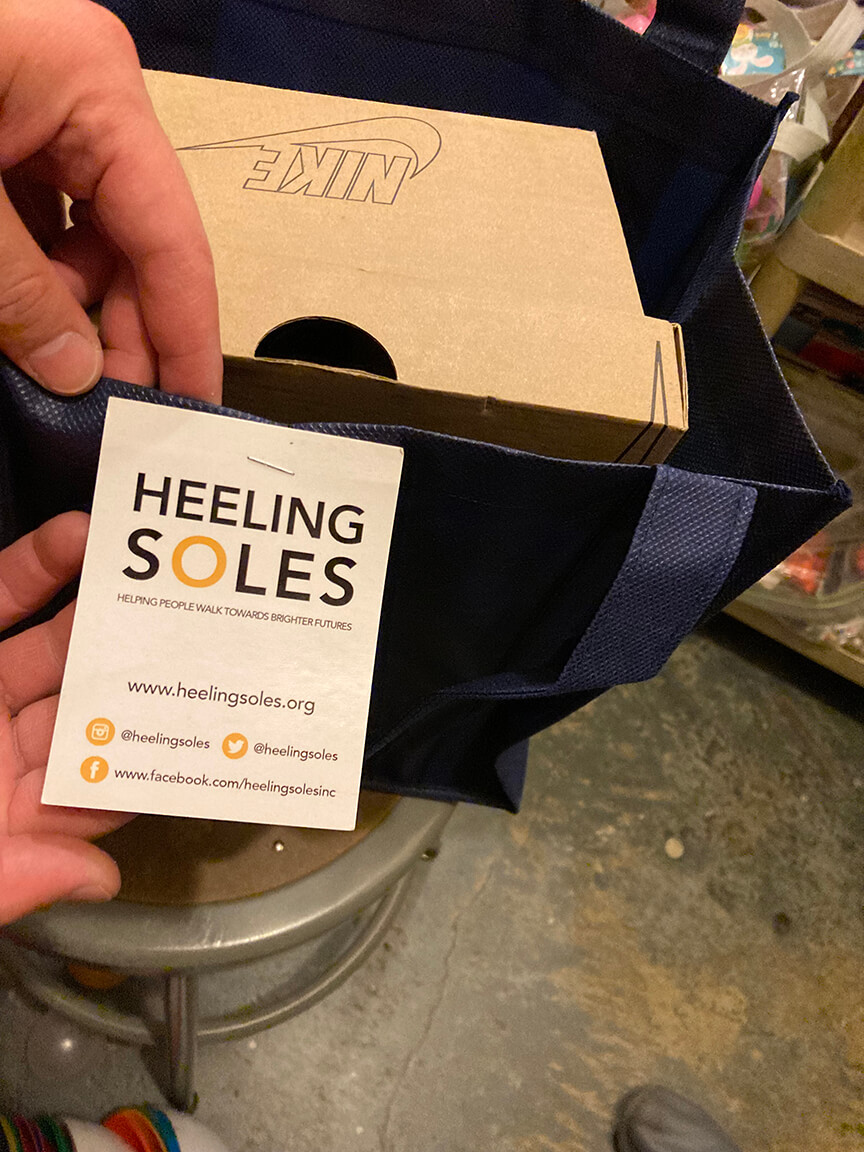 NIKE
HEELING
SOLES
HELPING PEOPLE WALK TOWARDS BRIGHTER FUTURES
www.heelingsoles.org
@heelingsoles @heelingsoles
www.facebook.com/heelingsolesinc